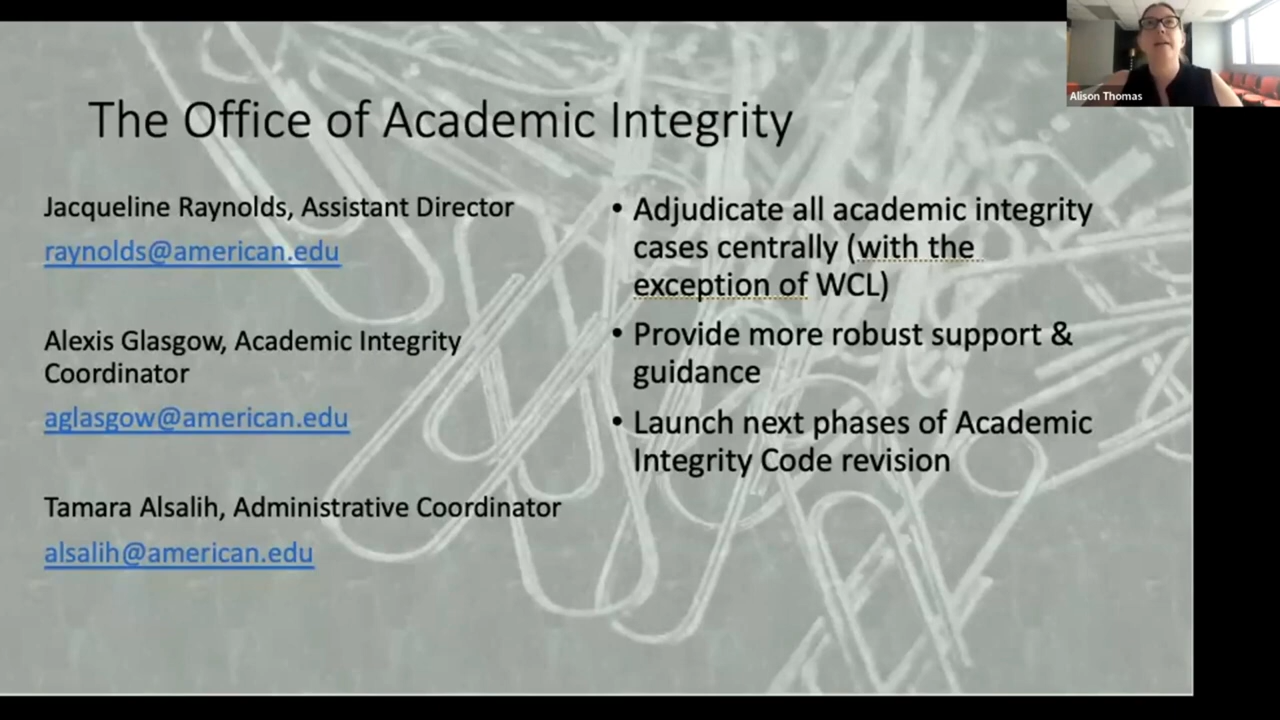 The Office of Academic Integrity
Jacqueline Raynolds, Assistant Director
raynolds@american.edu
Alexis Glasgow, Academic Integrity
Coordinator
aglasgow@american.edu
Tamara Alsalih, Administrative Coordinator
alsalih@american.edu
• Adjudicate all academic integrity
cases centrally (with the
exception of WCL)
• Provide more robust support &
guidance
• Launch next phases of Academic
Integrity Code revision
Alison Thomas